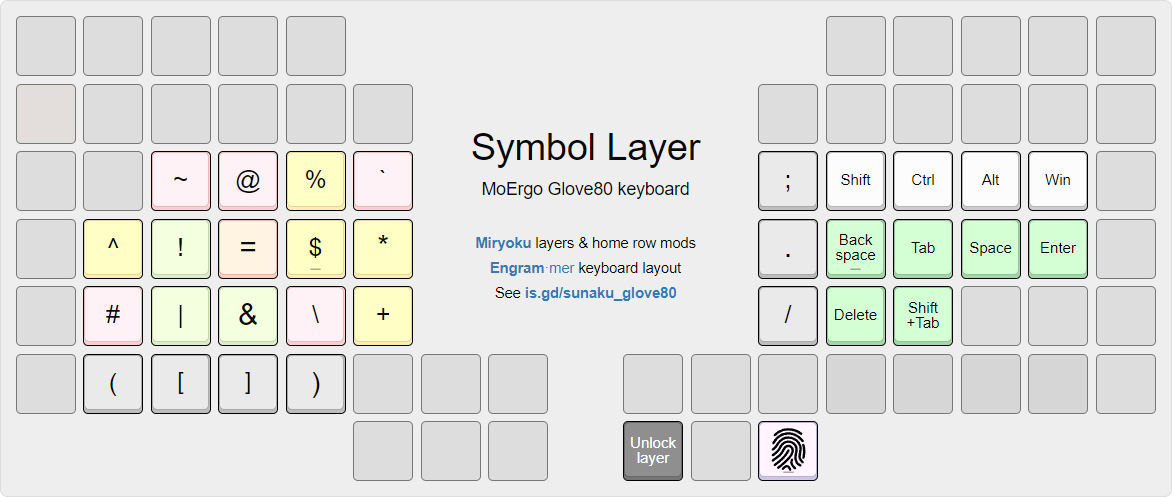 Symbol Layer
MoErgo Glove80 keyboard
~ @ % `
; Shift Ctrl Alt Win
Miryoku layers & home row mods
Engram·mer keyboard layout
See is.gd/sunaku_glove80
^ ! = $ *
. Back
space Tab Space Enter
# | & \ +
/ Delete Shift
+Tab
( [ ] )
Unlock
layer